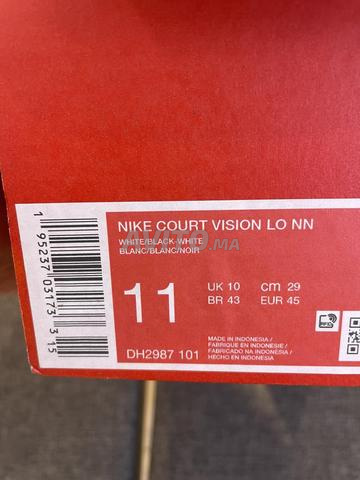 NIKE COURT VISION LO NN
WHITE/BLACK-WHITE
BLANC/BLANC/NOIR
AVITO.MA
11
UK 10 cm 29
BR 43 EUR 45
DH2987 101
MADE IN INDONESIA /
FABRIQUÉ EN INDONÉSIE /
FABRICADO NA INDONÉSIA /
HECHO EN INDONESIA
1 95237 03173 3 15